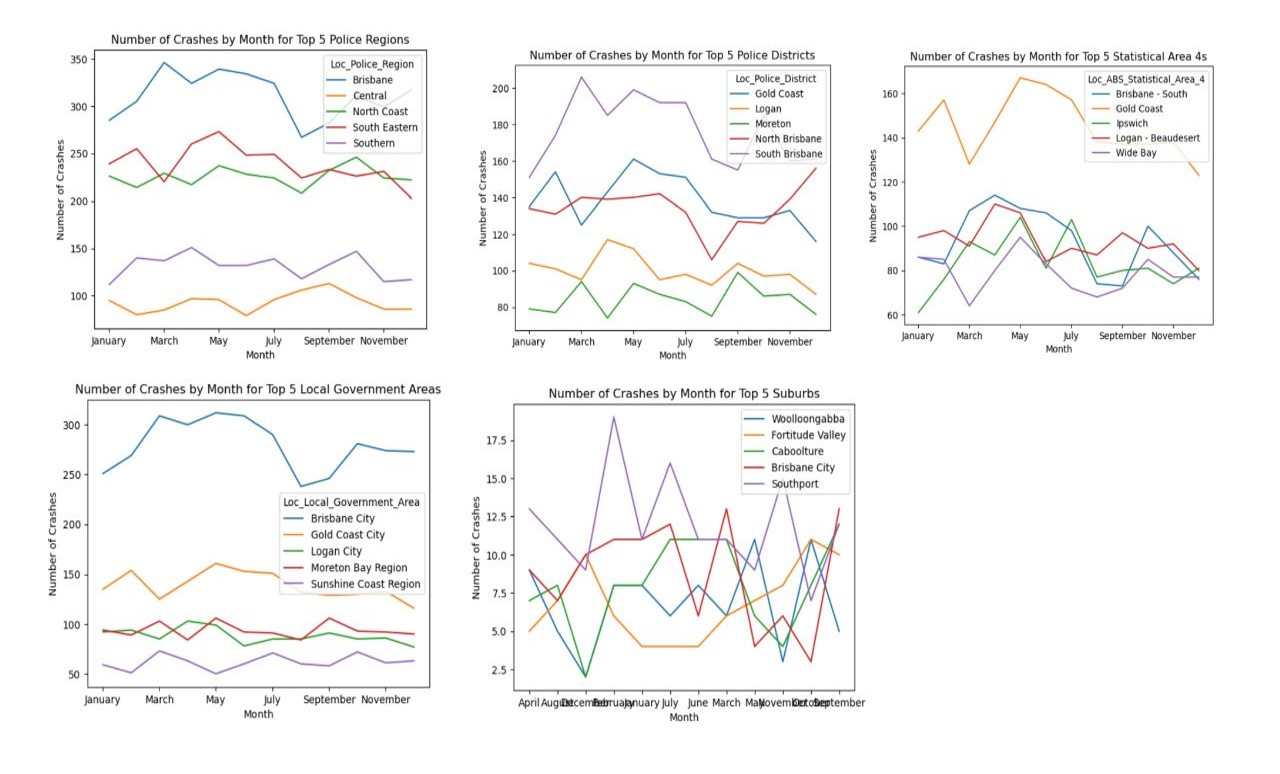 Number of Crashes by Month for Top 5 Police Regions
Number of Crashes
350
300
250
200
150
100
Loc_Police_Region
Brisbane
Central
North Coast
South Eastern
Southern
January March May July September November
Month
Number of Crashes by Month for Top 5 Police Districts
Number of Crashes
200
180
160
140
120
100
80
Loc_Police_District
Gold Coast
Logan
Moreton
North Brisbane
South Brisbane
January March May July September November
Month
Number of Crashes by Month for Top 5 Statistical Area 4s
Number of Crashes
160
140
120
100
80
60
Loc_ABS_Statistical_Area_4
Brisbane - South
Gold Coast
Ipswich
Logan - Beaudesert
Wide Bay
January March May July September November
Month
Number of Crashes by Month for Top 5 Local Government Areas
Number of Crashes
300
250
200
150
100
50
Loc_Local_Government_Area
Brisbane City
Gold Coast City
Logan City
Moreton Bay Region
Sunshine Coast Region
January March May July September November
Month
Number of Crashes by Month for Top 5 Suburbs
Number of Crashes
17.5
15.0
12.5
10.0
7.5
5.0
2.5
Woolloongabba
Fortitude Valley
Caboolture
Brisbane City
Southport
April August December February January July June March May November October September
Month